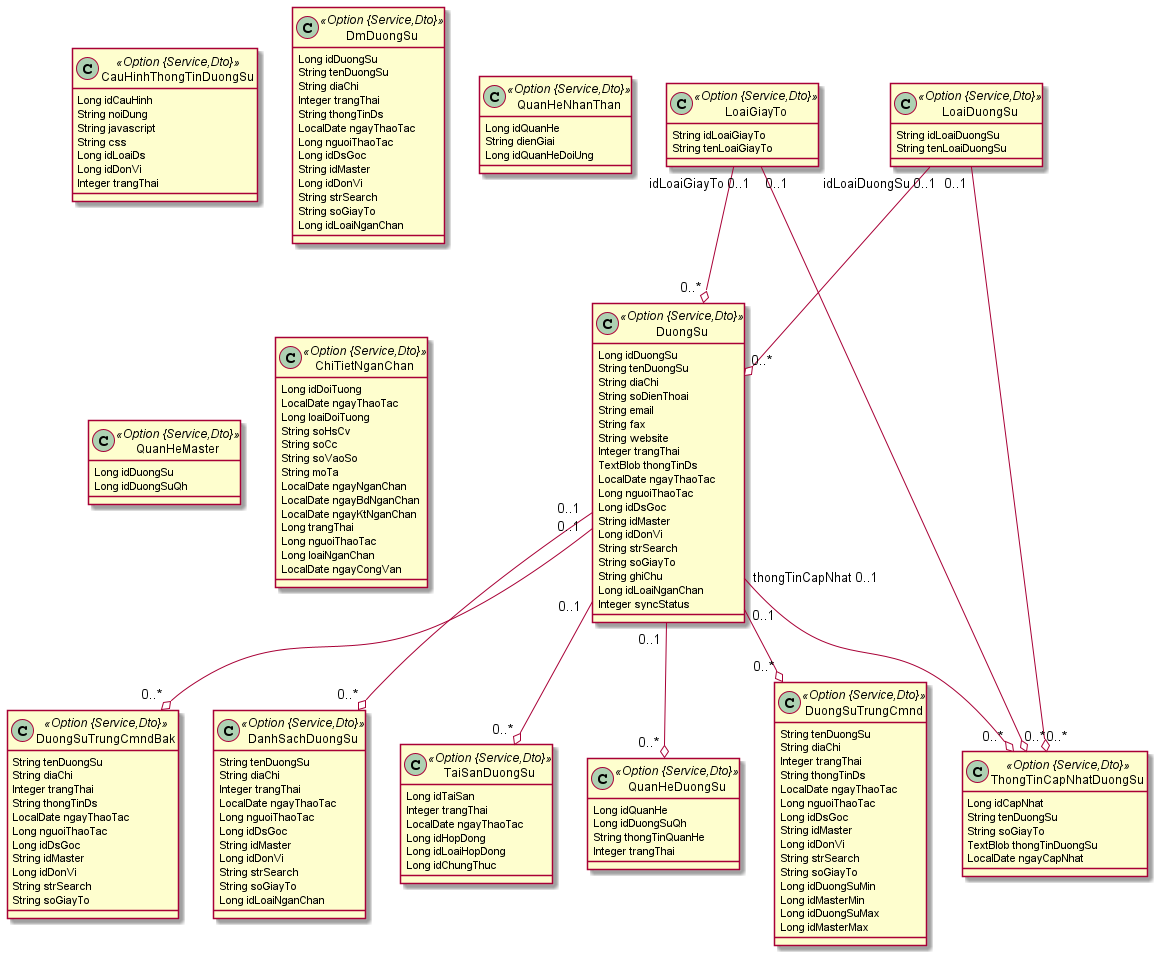 C
«Option {Service,Dto}»
CauHinhThongTinDuongSu
Long idCauHinh
String noiDung
String javascript
String css
Long idLoaiDs
Long idDonVi
Integer trangThai
C
«Option {Service,Dto}»
DmDuongSu
Long idDuongSu
String tenDuongSu
String diaChi
Integer trangThai
String thongTinDs
LocalDate ngayThaoTac
Long nguoiThaoTac
Long idDsGoc
String idMaster
Long idDonVi
String strSearch
String soGiayTo
Long idLoaiNganChan
C
«Option {Service,Dto}»
QuanHeNhanThan
Long idQuanHe
String dienGiai
Long idQuanHeDoiUng
C
«Option {Service,Dto}»
LoaiGiayTo
String idLoaiGiayTo
String tenLoaiGiayTo
C
«Option {Service,Dto}»
LoaiDuongSu
String idLoaiDuongSu
String tenLoaiDuongSu
idLoaiGiayTo 0..1
0..1
idLoaiDuongSu 0..1
0..1
0..*
0..*
C
«Option {Service,Dto}»
DuongSu
Long idDuongSu
String tenDuongSu
String diaChi
String soDienThoai
String email
String fax
String website
Integer trangThai
TextBlob thongTinDs
LocalDate ngayThaoTac
Long nguoiThaoTac
Long idDsGoc
String idMaster
Long idDonVi
String strSearch
String soGiayTo
String ghiChu
Long idLoaiNganChan
Integer syncStatus
C
«Option {Service,Dto}»
ChiTietNganChan
Long idDoiTuong
LocalDate ngayThaoTac
Long loaiDoiTuong
String soHsCv
String soCc
String soVaoSo
String moTa
LocalDate ngayNganChan
LocalDate ngayBdNganChan
LocalDate ngayKtNganChan
Long trangThai
Long nguoiThaoTac
Long loaiNganChan
LocalDate ngayCongVan
C
«Option {Service,Dto}»
QuanHeMaster
Long idDuongSu
Long idDuongSuQh
0..1
0..1
0..1
0..1
0..1
thongTinCapNhat 0..1
0..*
0..*
0..*
0..*
0..*
0..*
0..*
0..*
C
«Option {Service,Dto}»
DuongSuTrungCmndBak
String tenDuongSu
String diaChi
Integer trangThai
String thongTinDs
LocalDate ngayThaoTac
Long nguoiThaoTac
Long idDsGoc
String idMaster
Long idDonVi
String strSearch
String soGiayTo
C
«Option {Service,Dto}»
DanhSachDuongSu
String tenDuongSu
String diaChi
Integer trangThai
LocalDate ngayThaoTac
Long nguoiThaoTac
Long idDsGoc
String idMaster
Long idDonVi
String strSearch
String soGiayTo
Long idLoaiNganChan
C
«Option {Service,Dto}»
TaiSanDuongSu
Long idTaiSan
Integer trangThai
LocalDate ngayThaoTac
Long idHopDong
Long idLoaiHopDong
Long idChungThuc
C
«Option {Service,Dto}»
QuanHeDuongSu
Long idQuanHe
Long idDuongSuQh
String thongTinQuanHe
Integer trangThai
C
«Option {Service,Dto}»
DuongSuTrungCmnd
String tenDuongSu
String diaChi
Integer trangThai
String thongTinDs
LocalDate ngayThaoTac
Long nguoiThaoTac
Long idDsGoc
String idMaster
Long idDonVi
String strSearch
String soGiayTo
Long idDuongSuMin
Long idMasterMin
Long idDuongSuMax
Long idMasterMax
C
«Option {Service,Dto}»
ThongTinCapNhatDuongSu
Long idCapNhat
String tenDuongSu
String soGiayTo
TextBlob thongTinDuongSu
LocalDate ngayCapNhat